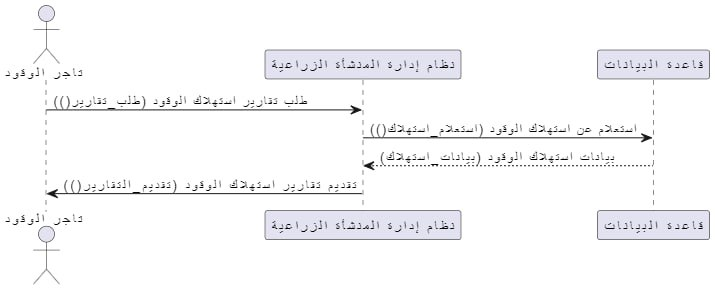 تاجر الوقود
نظام إدارة المنشأة الزراعية
قاعدة البيانات
طلب تقارير استهلاك الوقود (طلب_تقارير())
استعلام عن استهلاك الوقود (استعلام_استهلاك())
بيانات استهلاك الوقود (بيانات_استهلاك)
تقديم تقارير استهلاك الوقود (تقديم_التقارير())
تاجر الوقود
نظام إدارة المنشأة الزراعية
قاعدة البيانات